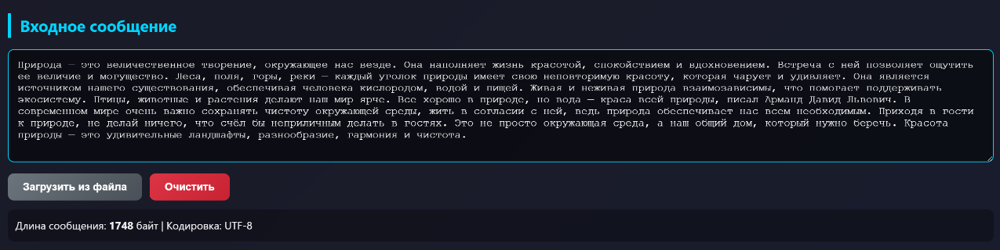 Входное сообщение
Природа — это величественное творение, окружающее нас везде. Она наполняет жизнь красотой, спокойствием и вдохновением. Встреча с ней позволяет ощутить
ее величие и могущество. Леса, поля, горы, реки — каждый уголок природы имеет свою неповторимую красоту, которая чарует и удивляет. Она является
источником нашего существования, обеспечивая человека кислородом, водой и пищей. Живая и неживая природа взаимозависимы, что помогает поддерживать
экосистему. Птицы, животные и растения делают наш мир ярче. Все хорошо в природе, но вода — краса всей природы, писал Арманд Давид Львович. В
современном мире очень важно сохранять чистоту окружающей среды, жить в согласии с ней, ведь природа обеспечивает нас всем необходимым. Приходя в гости
к природе, не делай ничего, что счёл бы неприличным делать в гостях. Это не просто окружающая среда, а наш общий дом, который нужно беречь. Красота
природы — это удивительные ландшафты, разнообразие, гармония и чистота.
Загрузить из файла Очистить
Длина сообщения: 1748 байт | Кодировка: UTF-8